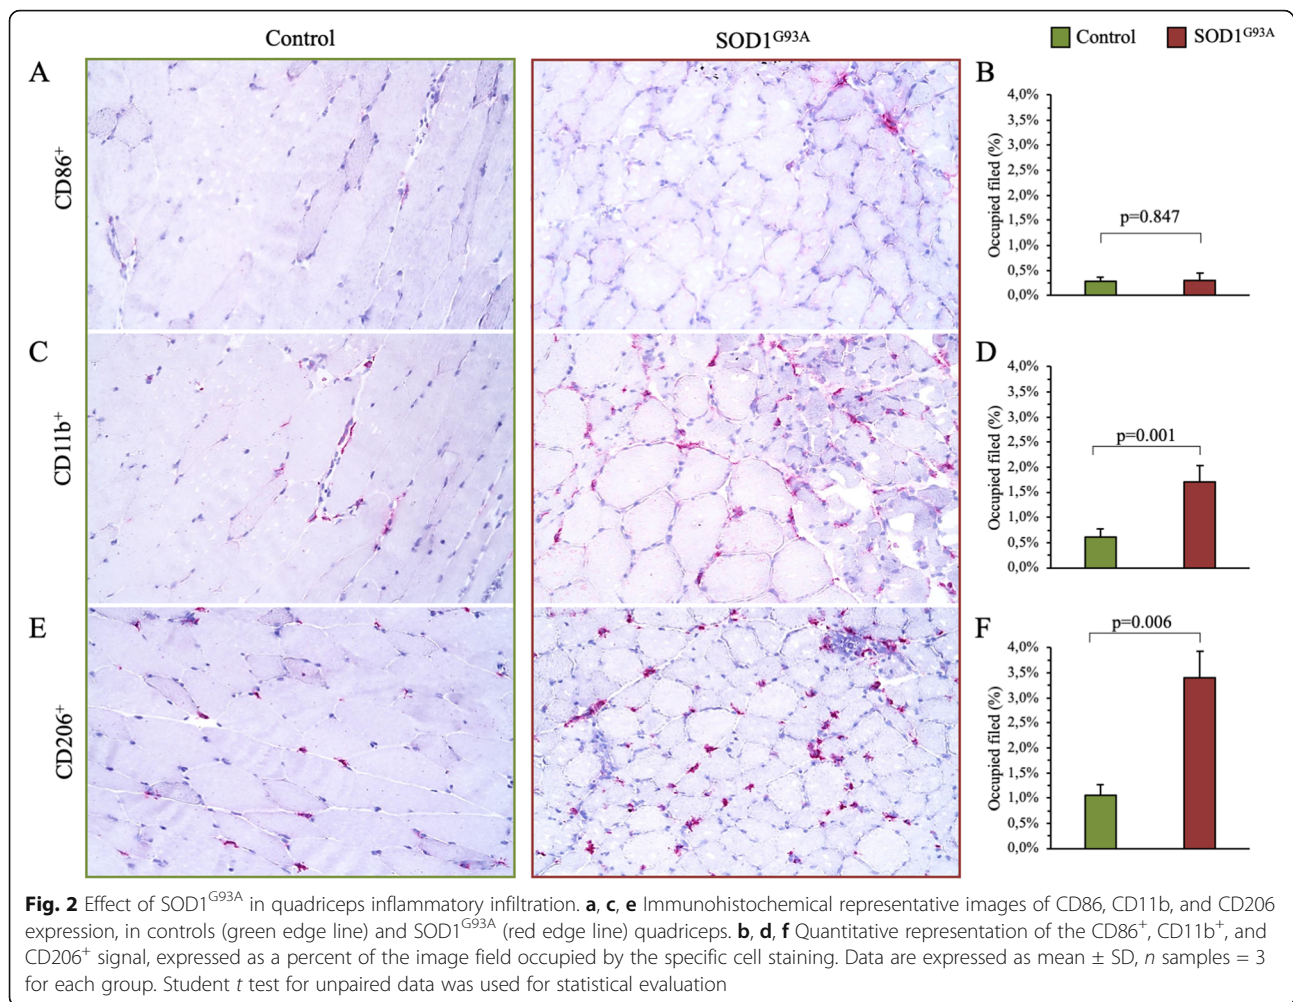 Control
SOD1G93A
Control
SOD1G93A
A
CD86+
B
4,0%
3,5%
3,0%
2,5%
2,0%
1,5%
1,0%
0,5%
0,0%
Occupied filed (%)
p=0.847
C
CD11b+
D
4,0%
3,5%
3,0%
2,5%
2,0%
1,5%
1,0%
0,5%
0,0%
Occupied filed (%)
p=0.001
E
CD206+
F
4,0%
3,5%
3,0%
2,5%
2,0%
1,5%
1,0%
0,5%
0,0%
Occupied filed (%)
p=0.006
Fig. 2 Effect of SOD1G93A in quadriceps inflammatory infiltration. a, c, e Immunohistochemical representative images of CD86, CD11b, and CD206
expression, in controls (green edge line) and SOD1G93A (red edge line) quadriceps. b, d, f Quantitative representation of the CD86+, CD11b+, and
CD206+ signal, expressed as a percent of the image field occupied by the specific cell staining. Data are expressed as mean ± SD, n samples = 3
for each group. Student t test for unpaired data was used for statistical evaluation